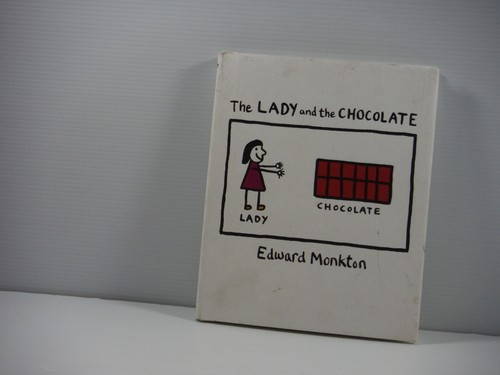 The LADY and the CHOCOLATE
LADY
CHOCOLATE
Edward Monkton